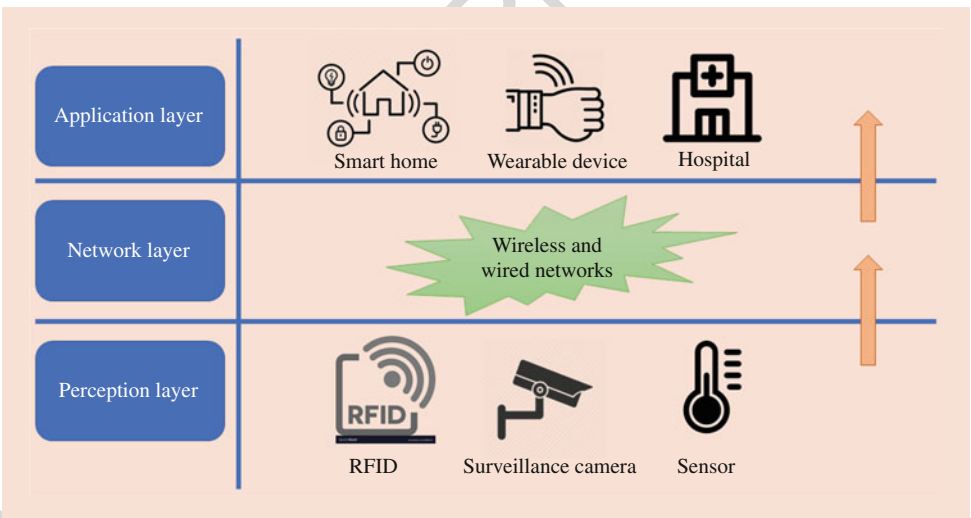 Application layer
Smart home
Wearable device
Hospital
Network layer
Wireless and
wired networks
Perception layer
RFID
RFID
Surveillance camera
Sensor